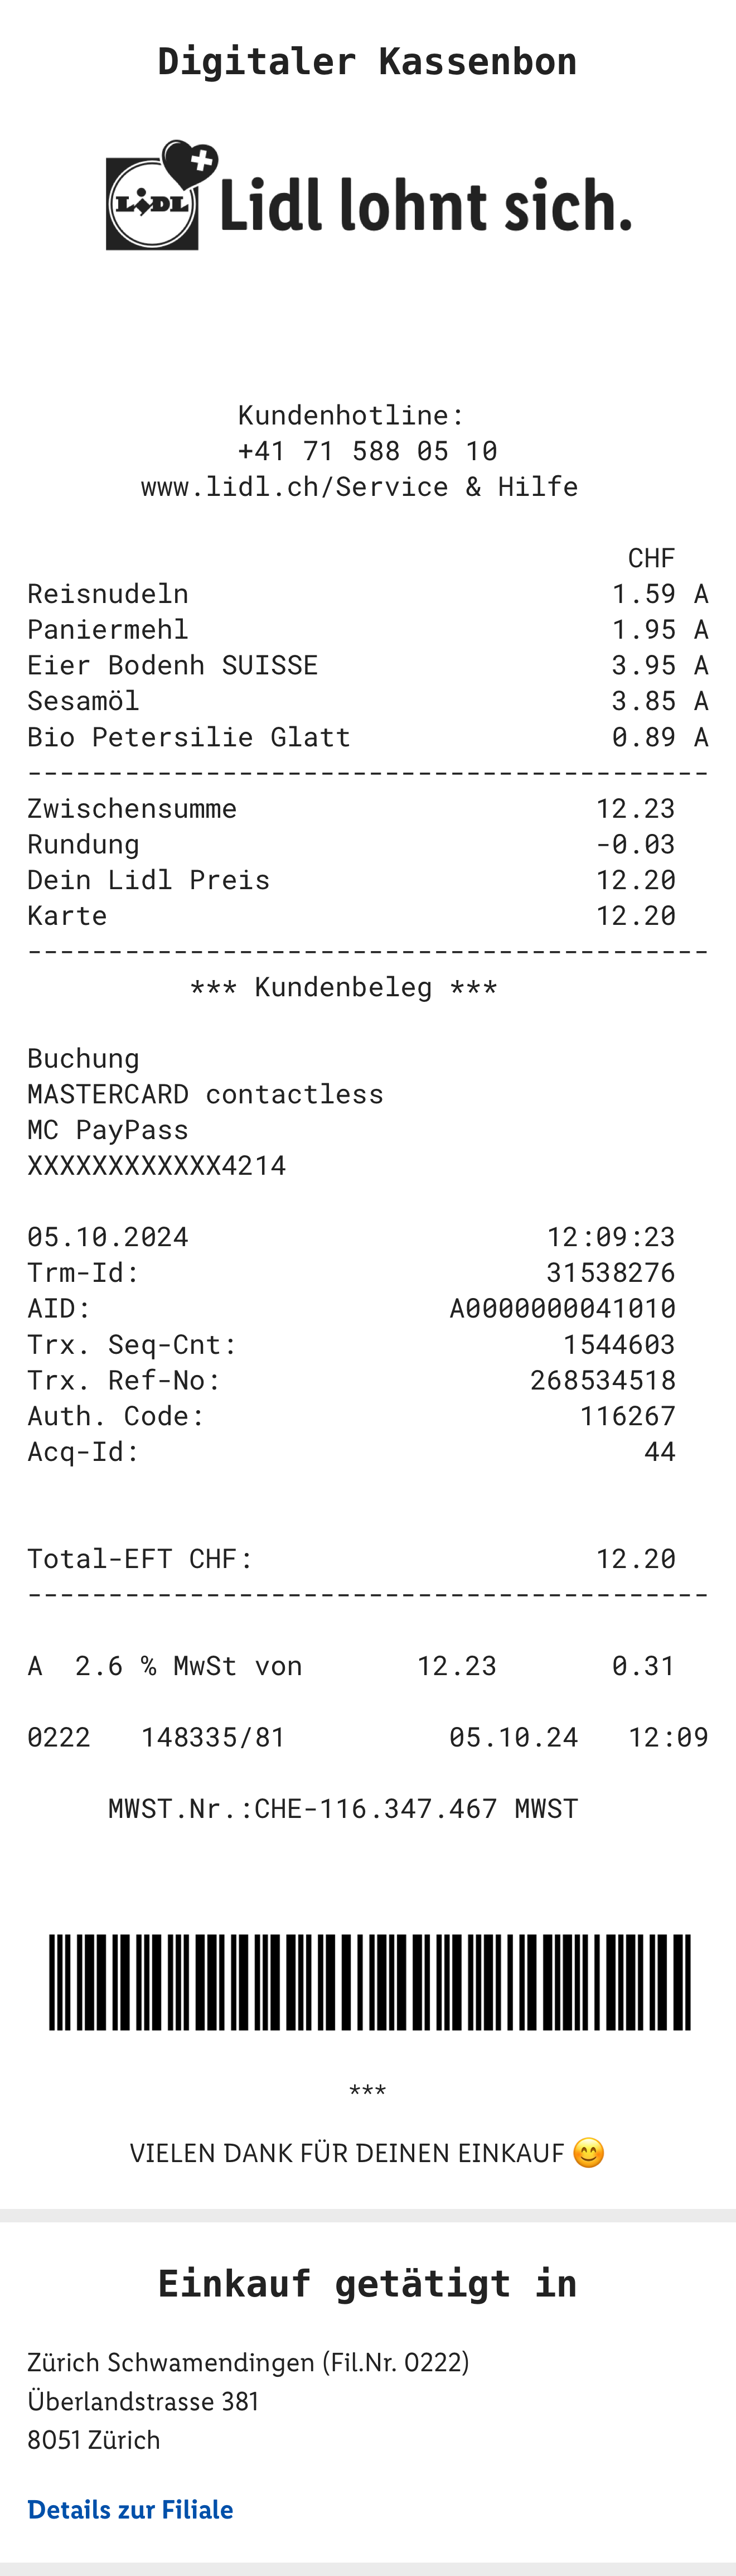 Digitaler Kassenbon
LIDL Lidl lohnt sich.
Kundenhotline:
+41 71 588 05 10
www.lidl.ch/Service & Hilfe
CHF
Reisnudeln 1.59 A
Paniermehl 1.95 A
Eier Bodenh SUISSE 3.95 A
Sesamöl 3.85 A
Bio Petersilie Glatt 0.89 A
------------------------------------------
Zwischensumme 12.23
Rundung -0.03
Dein Lidl Preis 12.20
Karte 12.20
------------------------------------------
*** Kundenbeleg ***
Buchung
MASTERCARD contactless
MC PayPass
XXXXXXXXXXXX4214
05.10.2024 12:09:23
Trm-Id: 31538276
AID: A0000000041010
Trx. Seq-Cnt: 1544603
Trx. Ref-No: 268534518
Auth. Code: 116267
Acq-Id: 44
Total-EFT CHF: 12.20
------------------------------------------
A 2.6 % MwSt von 12.23 0.31
0222 148335/81 05.10.24 12:09
MWST.Nr.:CHE-116.347.467 MWST
***
VIELEN DANK FÜR DEINEN EINKAUF 😊
Einkauf getätigt in
Zürich Schwamendingen (Fil.Nr. 0222)
Überlandstrasse 381
8051 Zürich
Details zur Filiale